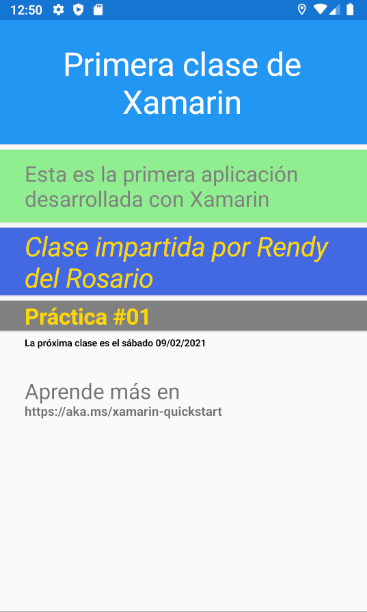 12:50
Primera clase de
Xamarin
Esta es la primera aplicación
desarrollada con Xamarin
Clase impartida por Rendy
del Rosario
Práctica #01
La próxima clase es el sábado 09/02/2021
Aprende más en
https://aka.ms/xamarin-quickstart